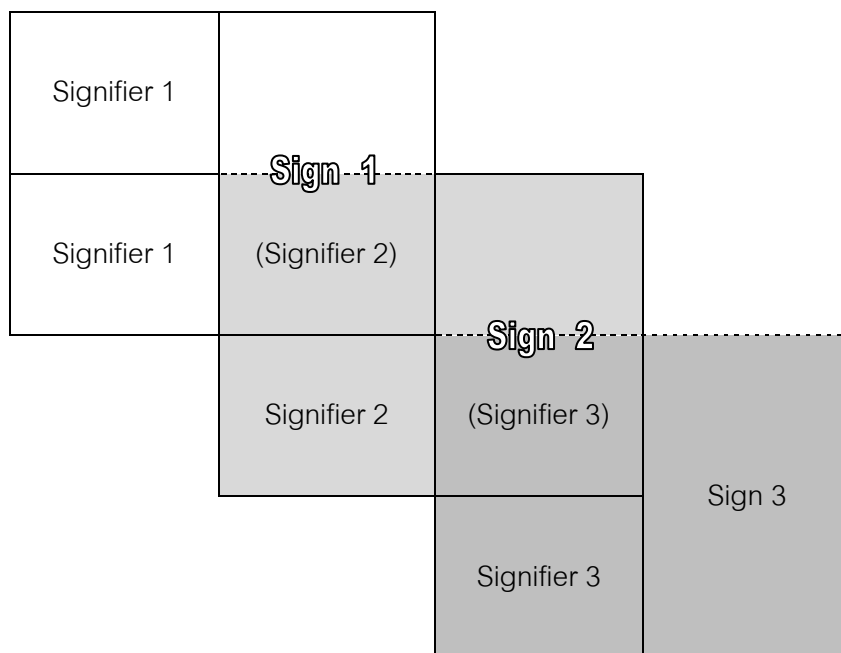 Signifier 1
Sign 1
Signifier 1
(Signifier 2)
Sign 2
Signifier 2
(Signifier 3)
Sign 3
Signifier 3